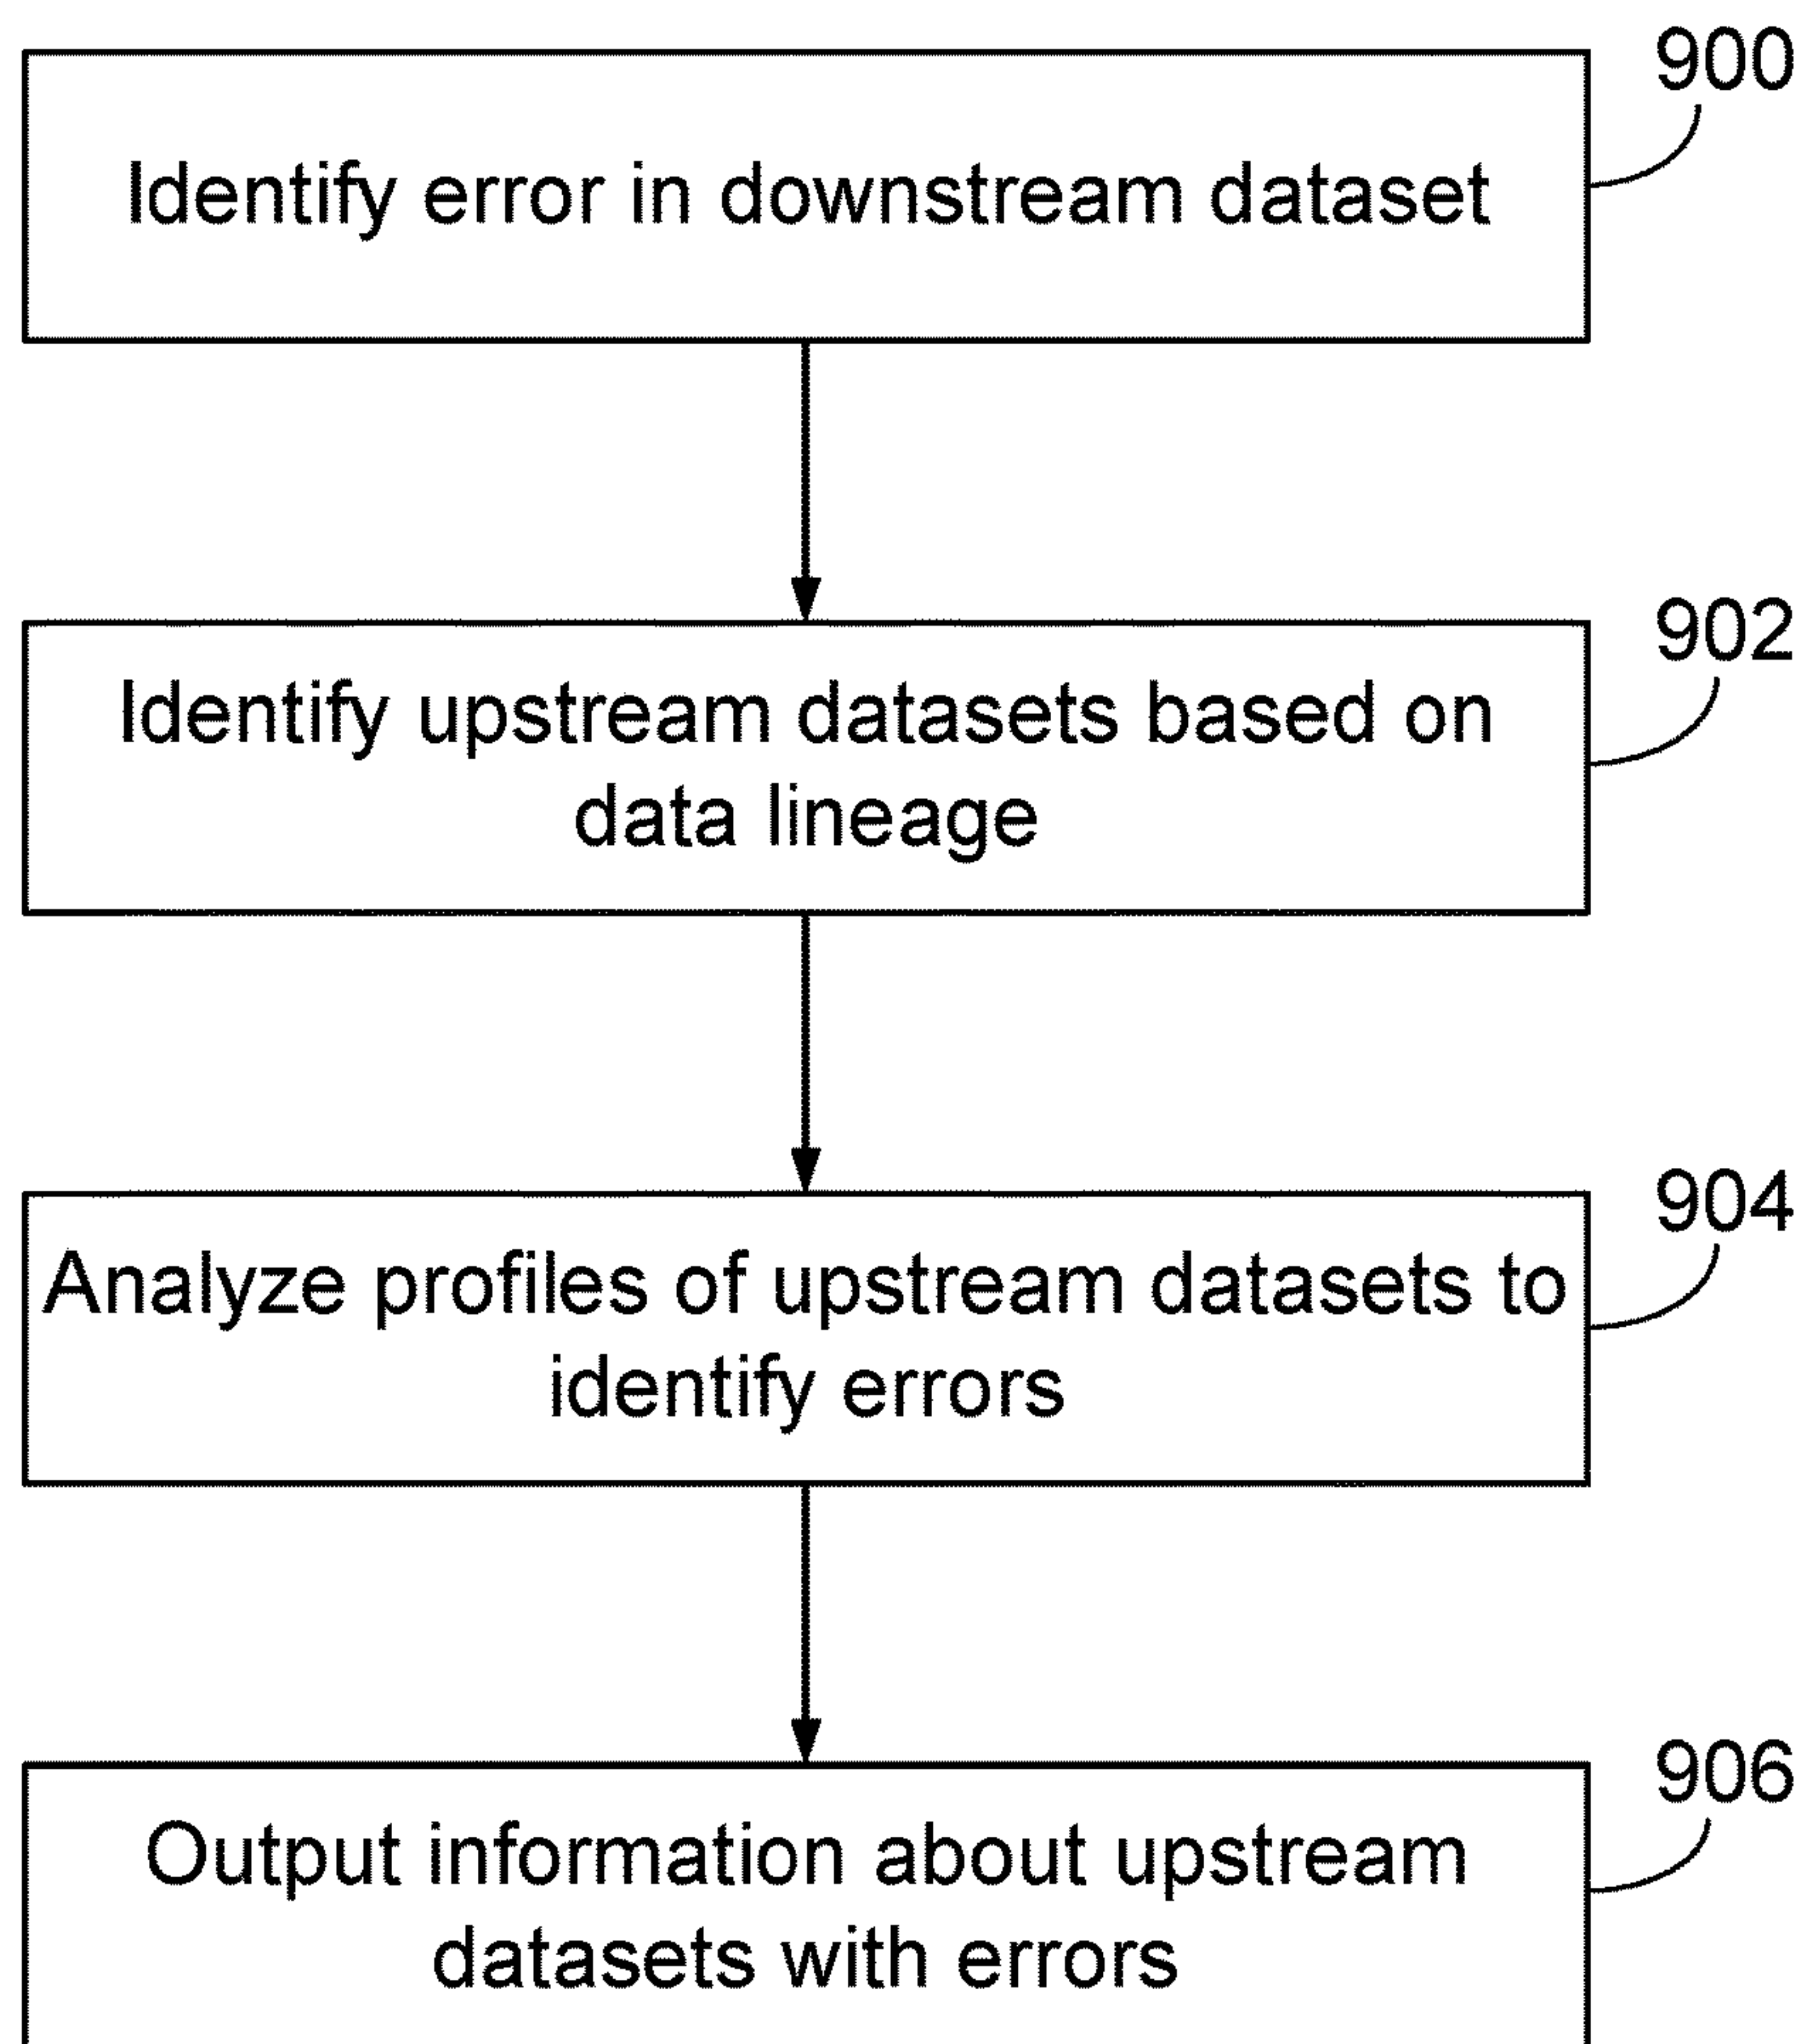 900
Identify error in downstream dataset
902
Identify upstream datasets based on
data lineage
904
Analyze profiles of upstream datasets to
identify errors
906
Output information about upstream
datasets with errors